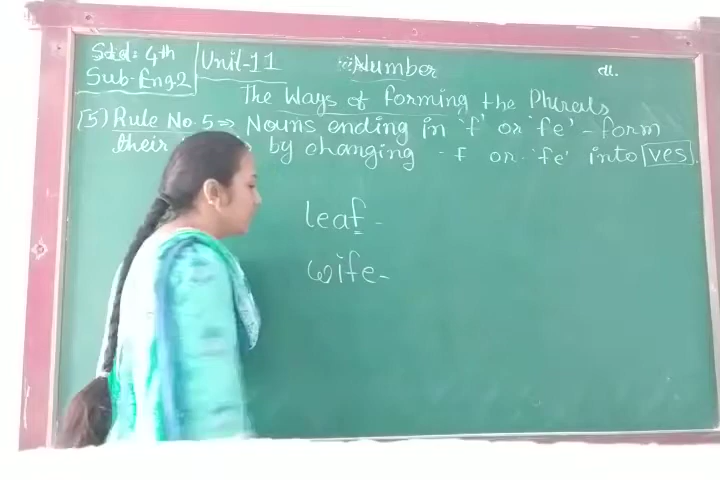 Std: 4th
Sub-Eng2
Unit-11
Number
dt.
The Ways of forming the Plurals
(5) Rule No.5⇒ Nouns ending in 'f' or 'fe' - form
their by changing -f or 'fe' into ves.
leaf -
wife -